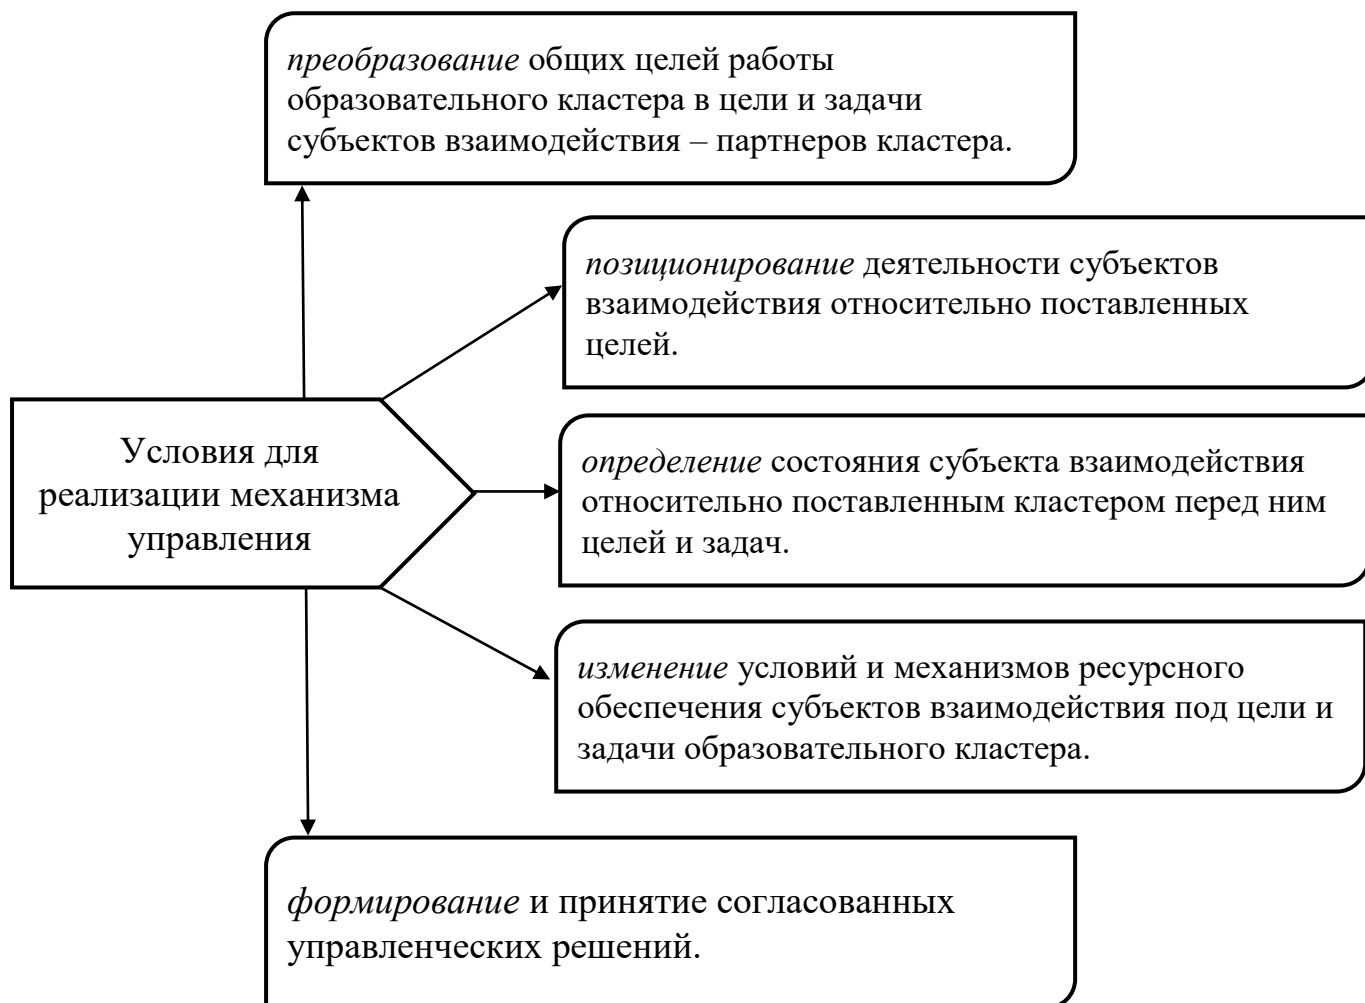 преобразование общих целей работы
образовательного кластера в цели и задачи
субъектов взаимодействия – партнеров кластера.
позиционирование деятельности субъектов
взаимодействия относительно поставленных
целей.
Условия для
реализации механизма
управления
определение состояния субъекта взаимодействия
относительно поставленным кластером перед ним
целей и задач.
изменение условий и механизмов ресурсного
обеспечения субъектов взаимодействия под цели и
задачи образовательного кластера.
формирование и принятие согласованных
управленческих решений.